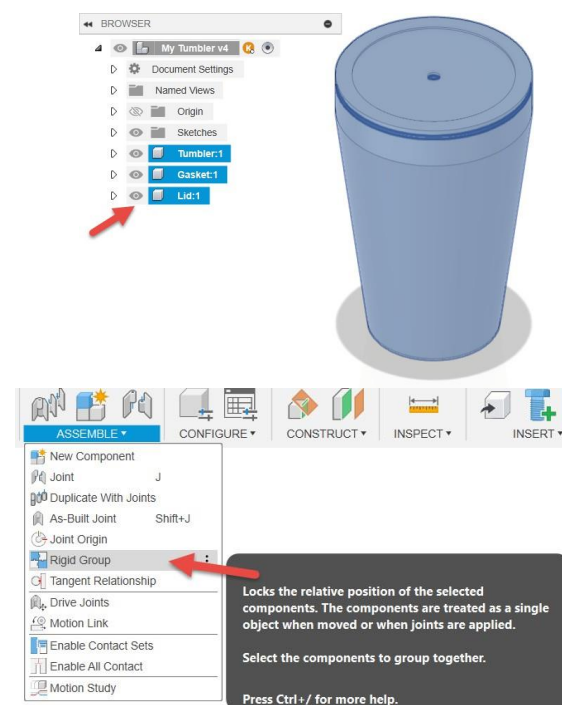 BROWSER
My Tumbler v4
Document Settings
Named Views
Origin
Sketches
Tumbler:1
Gasket:1
Lid:1
ASSEMBLE CONFIGURE CONSTRUCT INSPECT INSERT
New Component
Joint J
Duplicate With Joints
As-Built Joint Shift+J
Joint Origin
Rigid Group
Tangent Relationship
Drive Joints
Motion Link
Enable Contact Sets
Enable All Contact
Motion Study
Locks the relative position of the selected
components. The components are treated as a single
object when moved or when joints are applied.
Select the components to group together.
Press Ctrl+/ for more help.